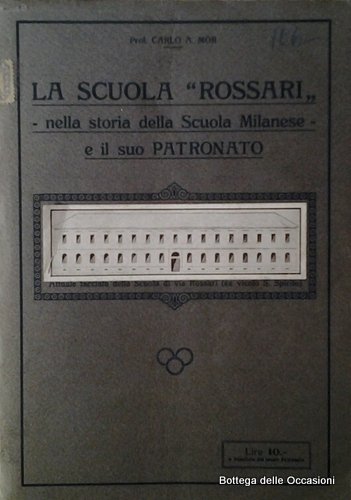 Prof. CARLO A. MOR
LA SCUOLA “ROSSARI„
- nella storia della Scuola Milanese -
e il suo PATRONATO
Attuale facciata della Scuola di Via Rossari (ex vicolo S. Spirito)
Lire 10.-
Bottega delle Occasioni